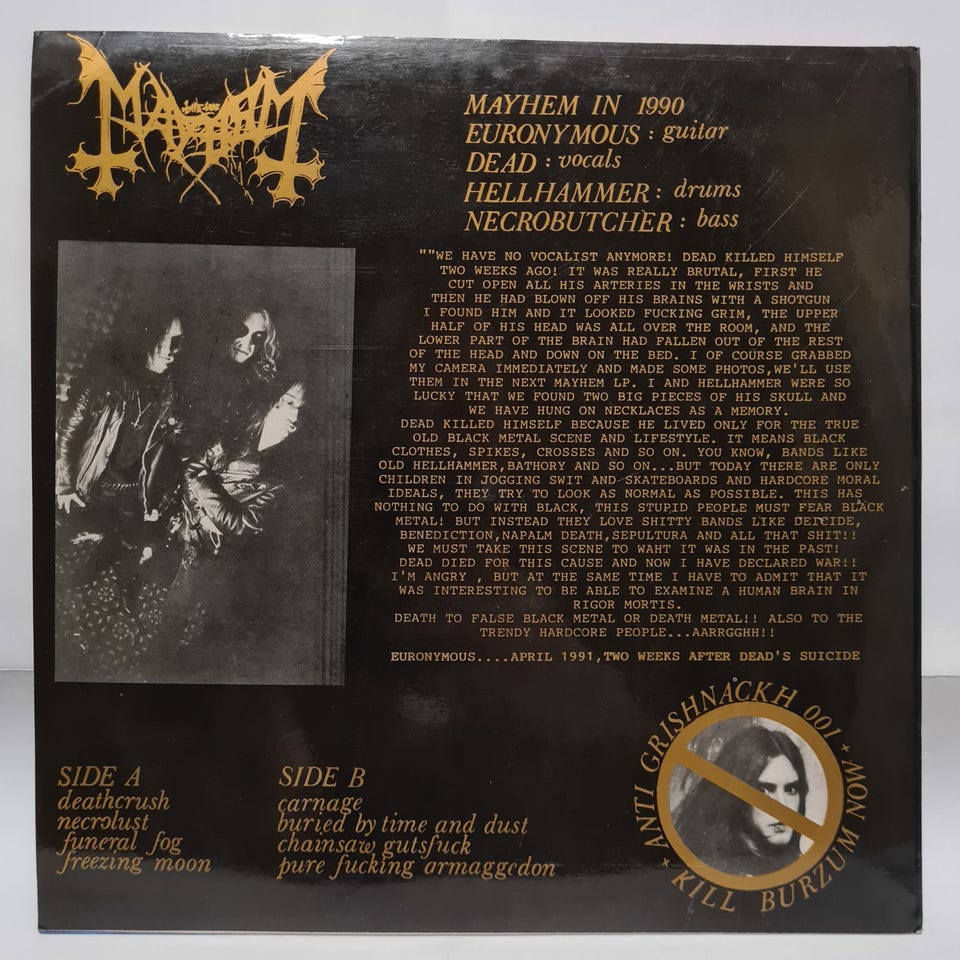 MAYHEM
MAYHEM IN 1990
EURONYMOUS : guitar
DEAD : vocals
HELLHAMMER : drums
NECROBUTCHER : bass
""WE HAVE NO VOCALIST ANYMORE! DEAD KILLED HIMSELF
TWO WEEKS AGO! IT WAS REALLY BRUTAL, FIRST HE
CUT OPEN ALL HIS ARTERIES IN THE WRISTS AND
THEN HE HAD BLOWN OFF HIS BRAINS WITH A SHOTGUN
I FOUND HIM AND IT LOOKED FUCKING GRIM, THE UPPER
HALF OF HIS HEAD WAS ALL OVER THE ROOM, AND THE
LOWER PART OF THE BRAIN HAD FALLEN OUT OF THE REST
OF THE HEAD AND DOWN ON THE BED. I OF COURSE GRABBED
MY CAMERA IMMEDIATELY AND MADE SOME PHOTOS,WE'LL USE
THEM IN THE NEXT MAYHEM LP. I AND HELLHAMMER WERE SO
LUCKY THAT WE FOUND TWO BIG PIECES OF HIS SKULL AND
WE HAVE HUNG ON NECKLACES AS A MEMORY.
DEAD KILLED HIMSELF BECAUSE HE LIVED ONLY FOR THE TRUE
OLD BLACK METAL SCENE AND LIFESTYLE. IT MEANS BLACK
CLOTHES, SPIKES, CROSSES AND SO ON. YOU KNOW, BANDS LIKE
OLD HELLHAMMER,BATHORY AND SO ON...BUT TODAY THERE ARE ONLY
CHILDREN IN JOGGING SWIT AND SKATEBOARDS AND HARDCORE MORAL
IDEALS, THEY TRY TO LOOK AS NORMAL AS POSSIBLE. THIS HAS
NOTHING TO DO WITH BLACK, THIS STUPID PEOPLE MUST FEAR BLACK
METAL! BUT INSTEAD THEY LOVE SHITTY BANDS LIKE DEICIDE,
BENEDICTION,NAPALM DEATH,SEPULTURA AND ALL THAT SHIT!!
WE MUST TAKE THIS SCENE TO WAHT IT WAS IN THE PAST!
DEAD DIED FOR THIS CAUSE AND NOW I HAVE DECLARED WAR!!
I'M ANGRY , BUT AT THE SAME TIME I HAVE TO ADMIT THAT IT
WAS INTERESTING TO BE ABLE TO EXAMINE A HUMAN BRAIN IN
RIGOR MORTIS.
DEATH TO FALSE BLACK METAL OR DEATH METAL!! ALSO TO THE
TRENDY HARDCORE PEOPLE...AARRGGHH!!
EURONYMOUS....APRIL 1991,TWO WEEKS AFTER DEAD'S SUICIDE
SIDE A
deathcrush
necrolust
funeral fog
freezing moon
SIDE B
carnage
buried by time and dust
chainsaw gutsfuck
pure fucking armaggedon
+ ANTI GRISHNACKH 001 +
KILL BURZUM NOW